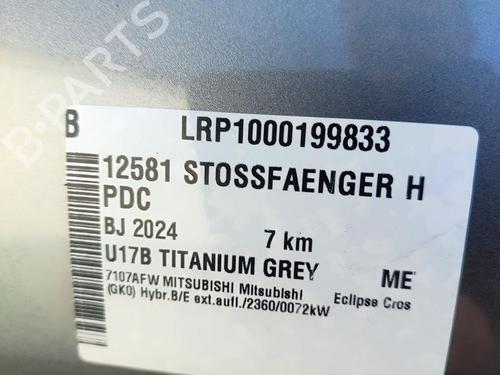 B LRP1000199833
12581 STOSSFAENGER H
PDC
BJ 2024 7 km
U17B TITANIUM GREY ME
7107AFW MITSUBISHI Mitsubishi Eclipse Cros
(GK0) Hybr.B/E ext.aufl./2360/0072kW
B-PARTS